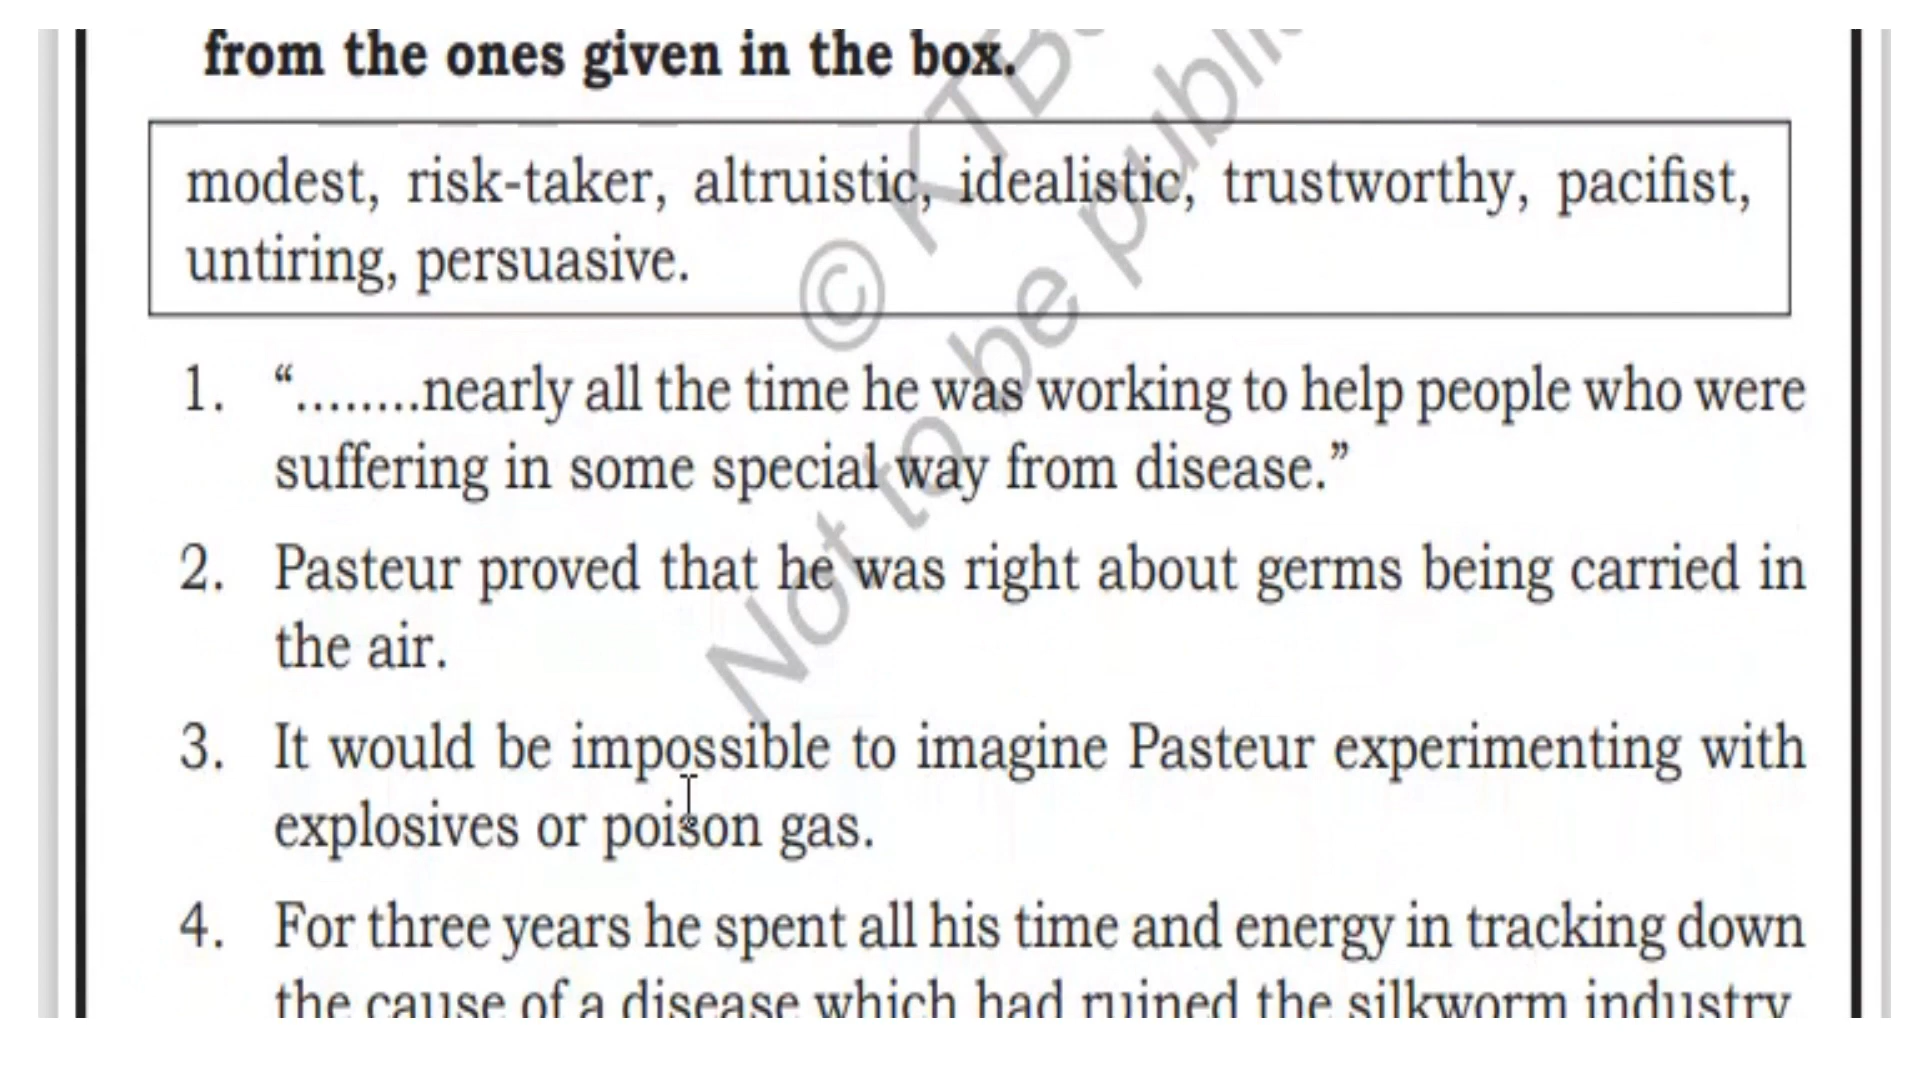 from the ones given in the box.
modest, risk-taker, altruistic, idealistic, trustworthy, pacifist,
untiring, persuasive.
1. “........nearly all the time he was working to help people who were
suffering in some special way from disease.”
2. Pasteur proved that he was right about germs being carried in
the air.
3. It would be impossible to imagine Pasteur experimenting with
explosives or poison gas.
4. For three years he spent all his time and energy in tracking down
the cause of a disease which had ruined the silkworm industry
© KTB
Not to be